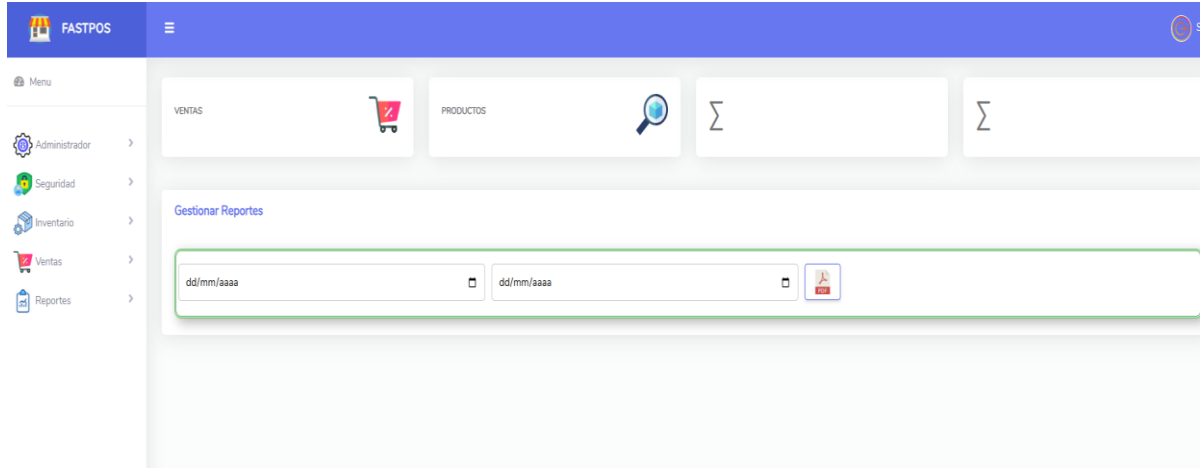 FASTPOS
Menu
Administrador
Seguridad
Inventario
Ventas
Reportes
VENTAS
PRODUCTOS
∑
∑
Gestionar Reportes
dd/mm/aaaa
dd/mm/aaaa
PDF